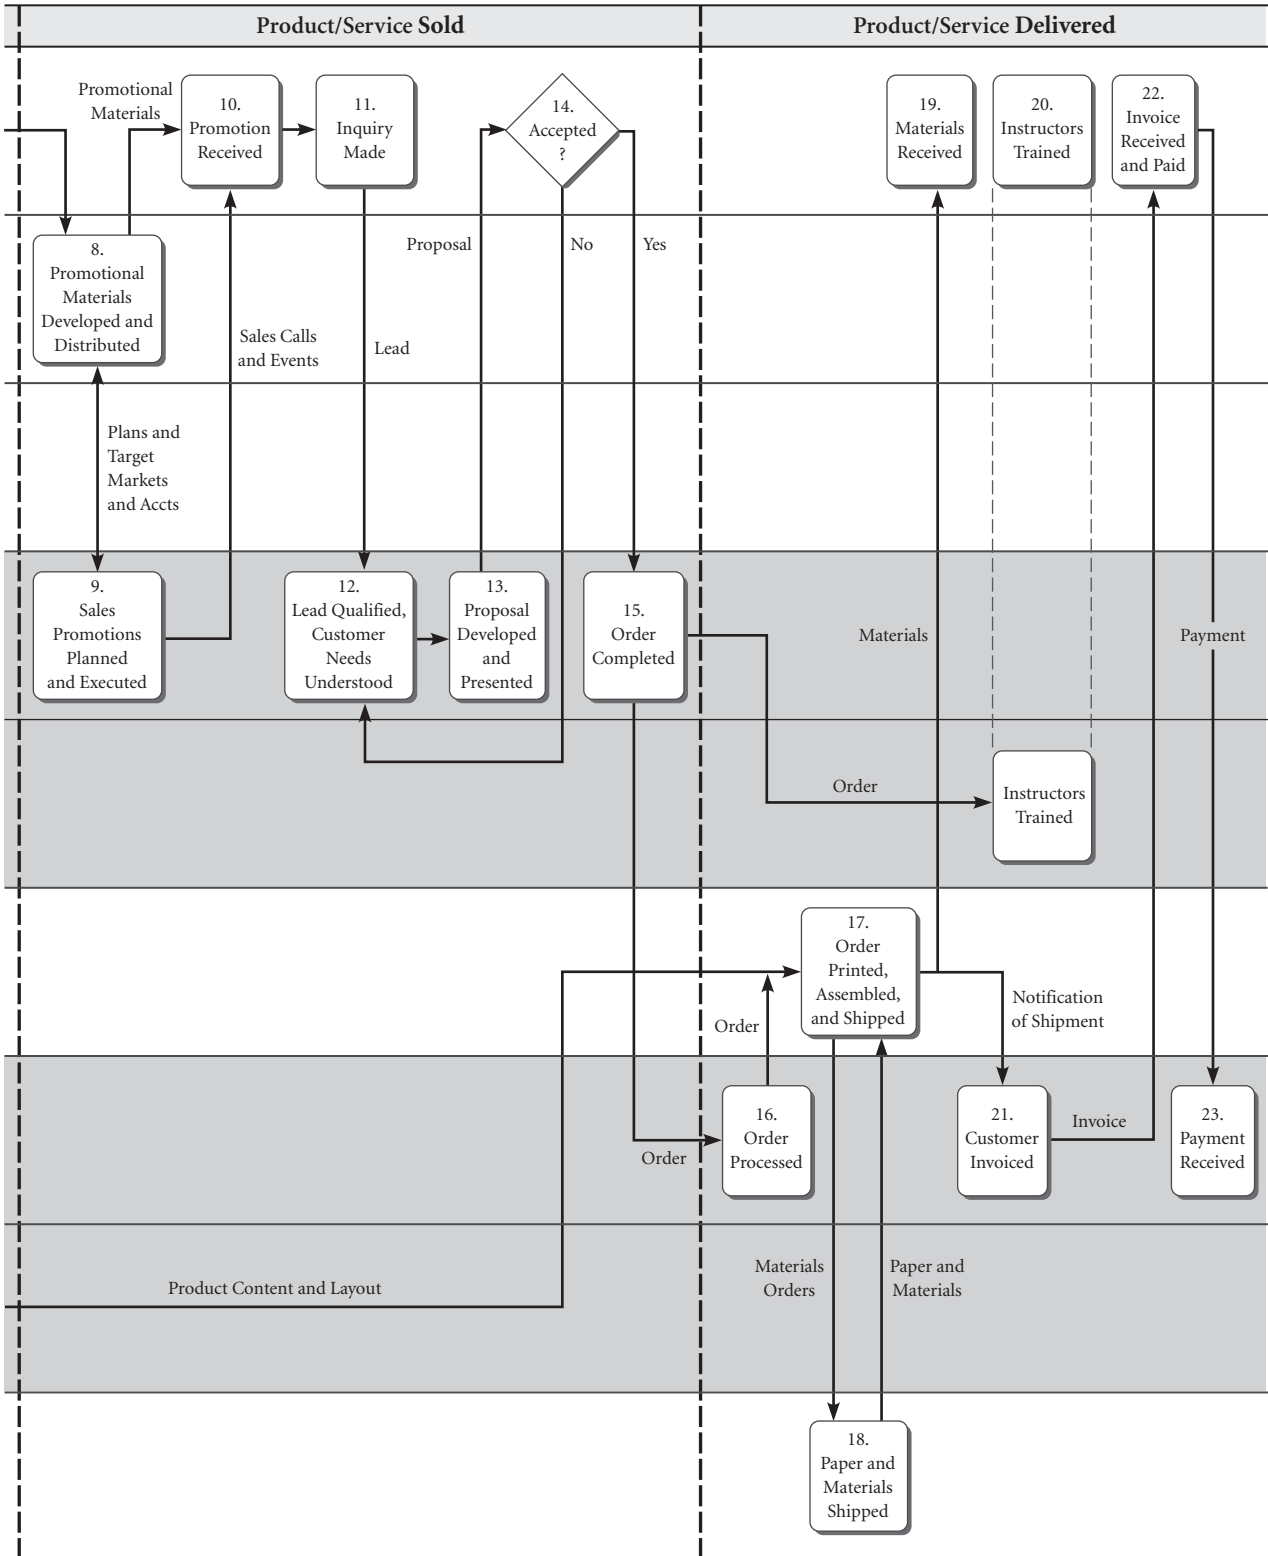 Product/Service Sold
Product/Service Delivered
Promotional
Materials
10.
Promotion
Received
11.
Inquiry
Made
14.
Accepted
?
19.
Materials
Received
20.
Instructors
Trained
22.
Invoice
Received
and Paid
8.
Promotional
Materials
Developed and
Distributed
Proposal
No
Yes
Sales Calls
and Events
Lead
Plans and
Target
Markets
and Accts
9.
Sales
Promotions
Planned
and Executed
12.
Lead Qualified,
Customer
Needs
Understood
13.
Proposal
Developed
and
Presented
15.
Order
Completed
Materials
Payment
Order
Instructors
Trained
17.
Order
Printed,
Assembled,
and Shipped
Order
Notification
of Shipment
16.
Order
Processed
Order
21.
Customer
Invoiced
Invoice
23.
Payment
Received
Product Content and Layout
Materials
Orders
Paper and
Materials
18.
Paper and
Materials
Shipped